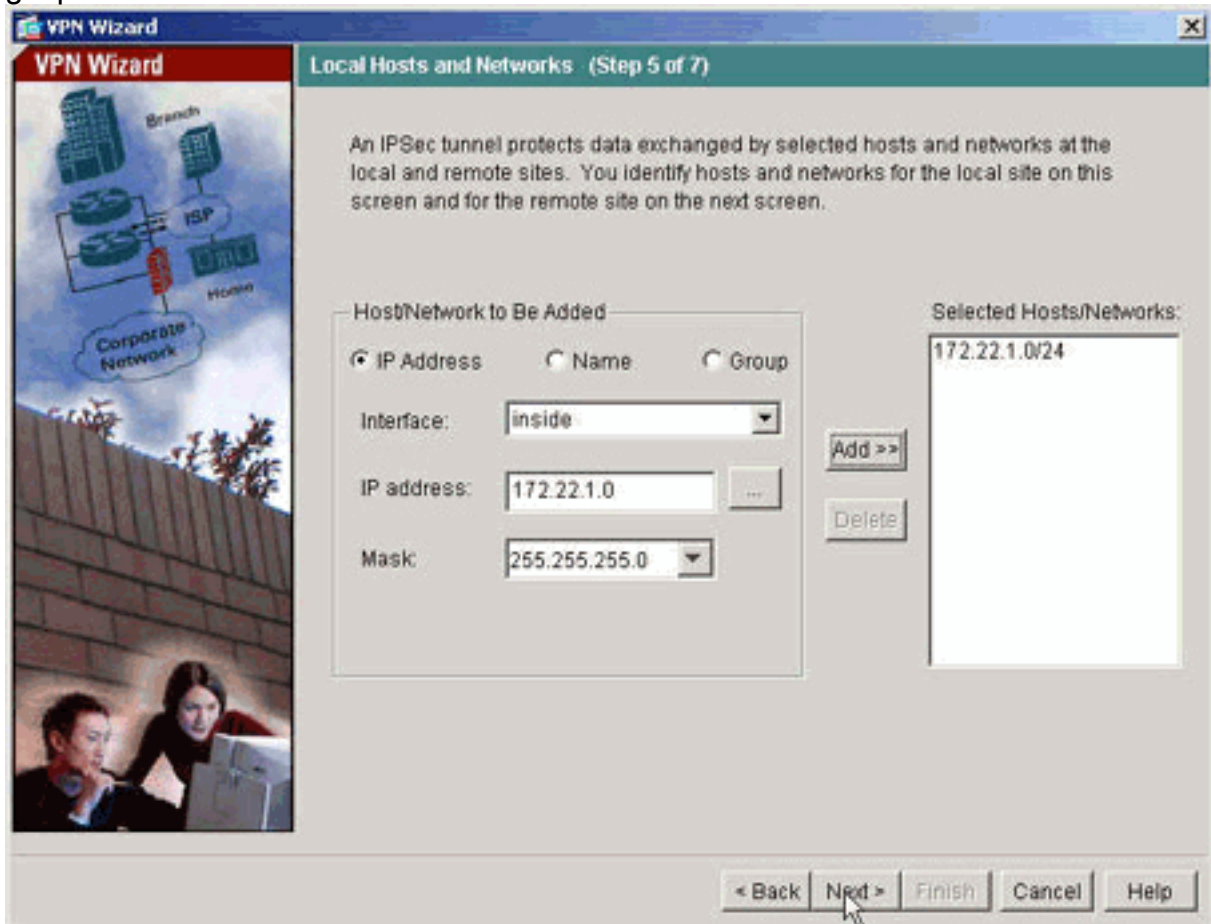 VPN Wizard
VPN Wizard
Local Hosts and Networks (Step 5 of 7)
Branch
ISP
Home
Corporate
Network
An IPSec tunnel protects data exchanged by selected hosts and networks at the
local and remote sites. You identify hosts and networks for the local site on this
screen and for the remote site on the next screen.
Host/Network to Be Added
IP Address Name Group
Interface: inside
IP address: 172.22.1.0 ...
Mask: 255.255.255.0
Add >>
Delete
Selected Hosts/Networks:
172.22.1.0/24
< Back Next > Finish Cancel Help